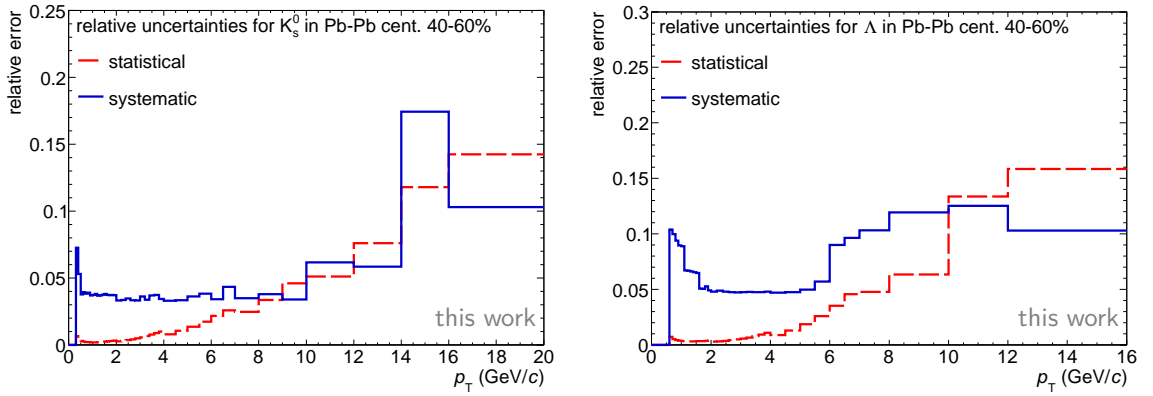 relative uncertainties for K⁰ₛ in Pb-Pb cent. 40-60%
statistical
systematic
relative error
0.25
0.2
0.15
0.1
0.05
0
this work
0 2 4 6 8 10 12 14 16 18 20
p_T (GeV/c)
relative uncertainties for Λ in Pb-Pb cent. 40-60%
statistical
systematic
relative error
0.3
0.25
0.2
0.15
0.1
0.05
0
this work
0 2 4 6 8 10 12 14 16
p_T (GeV/c)